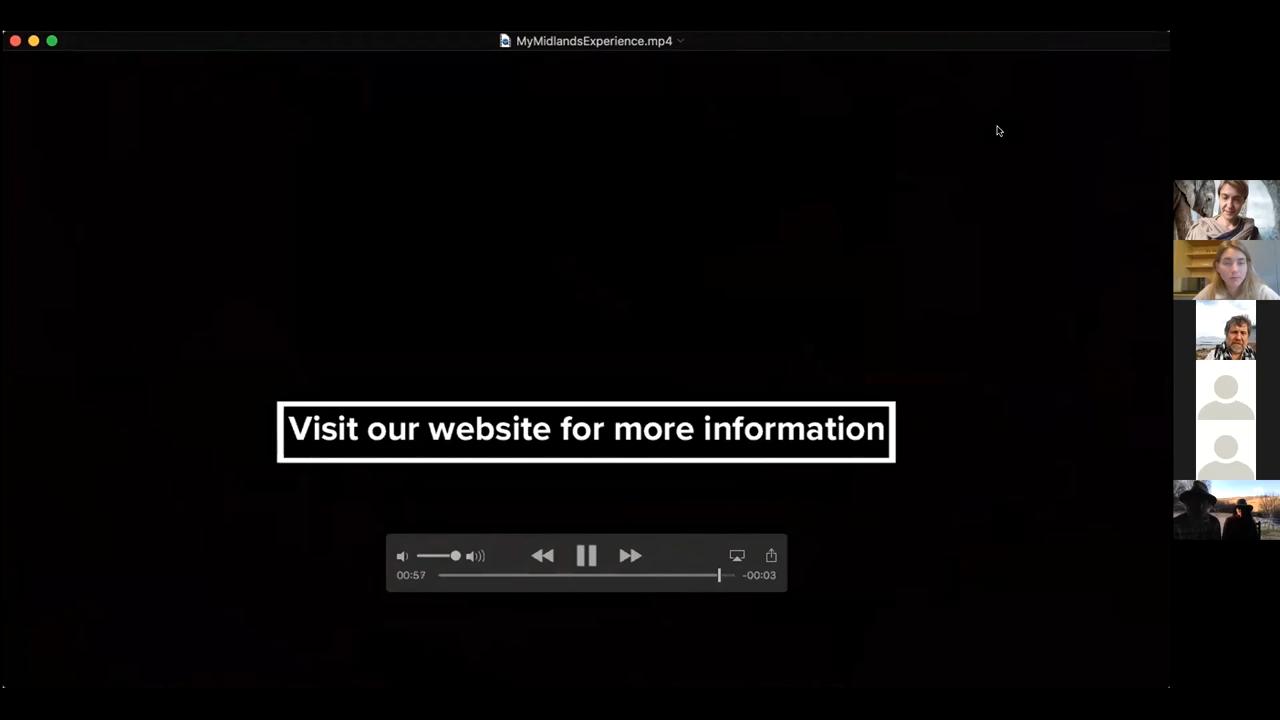 MyMidlandsExperience.mp4
Visit our website for more information
00:57
-00:03